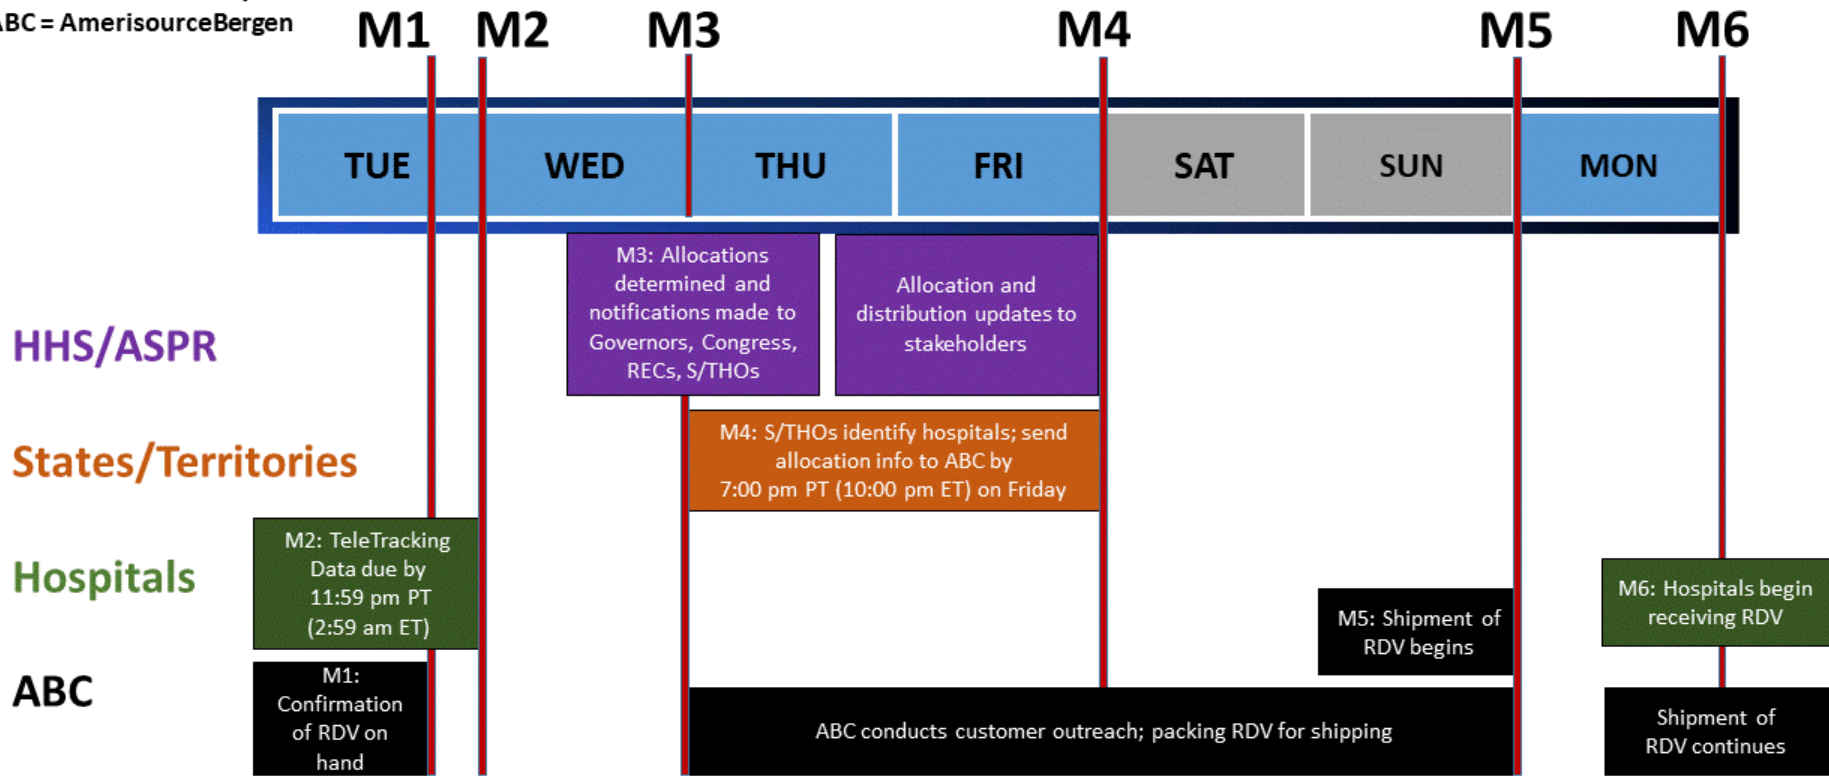 ABC = AmerisourceBergen
M1 M2 M3 M4 M5 M6
TUE WED THU FRI SAT SUN MON
HHS/ASPR
M3: Allocations
determined and
notifications made to
Governors, Congress,
RECs, S/THOs
Allocation and
distribution updates to
stakeholders
States/Territories
M4: S/THOs identify hospitals; send
allocation info to ABC by
7:00 pm PT (10:00 pm ET) on Friday
Hospitals
M2: TeleTracking
Data due by
11:59 pm PT
(2:59 am ET)
M6: Hospitals begin
receiving RDV
ABC
M1:
Confirmation
of RDV on
hand
M5: Shipment of
RDV begins
ABC conducts customer outreach; packing RDV for shipping
Shipment of
RDV continues